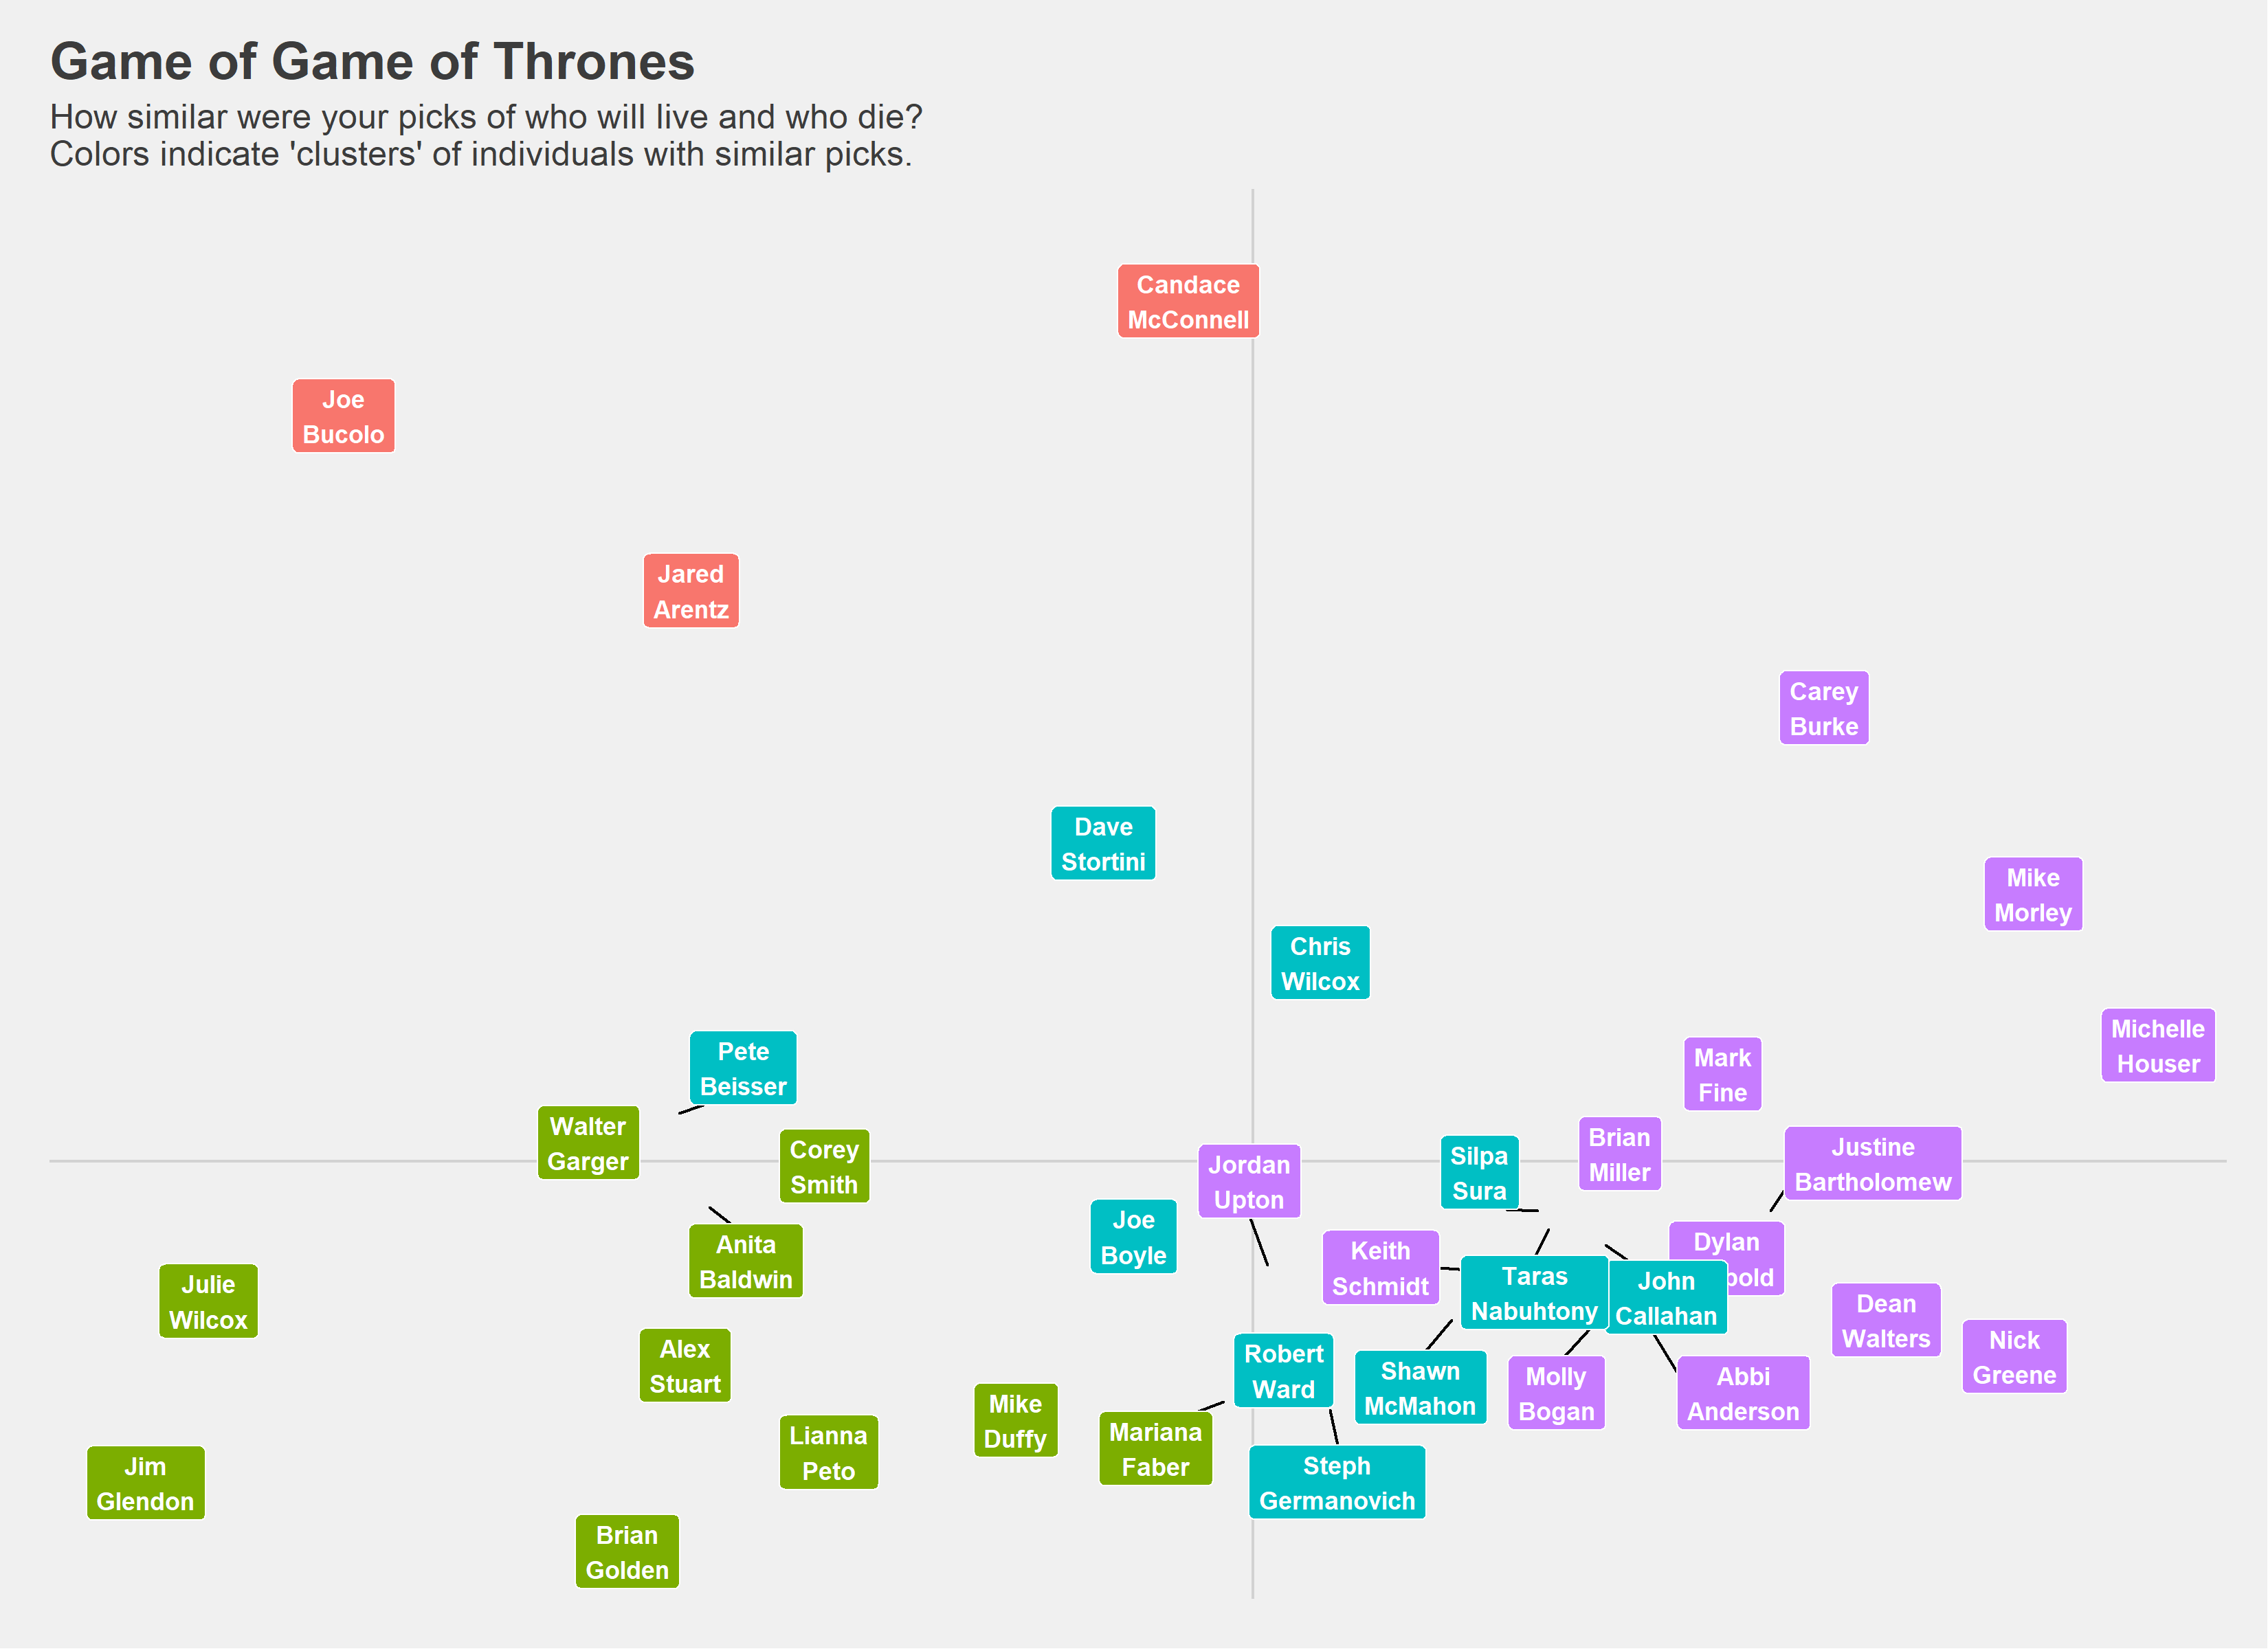 Game of Game of Thrones
How similar were your picks of who will live and who die?
Colors indicate 'clusters' of individuals with similar picks.
Candace
McConnell
Joe
Bucolo
Jared
Arentz
Carey
Burke
Dave
Stortini
Mike
Morley
Chris
Wilcox
Michelle
Houser
Pete
Beisser
Mark
Fine
Walter
Garger
Corey
Smith
Brian
Miller
Justine
Bartholomew
Silpa
Sura
Jordan
Upton
Joe
Boyle
Anita
Baldwin
Keith
Schmidt
Dylan
Taras
Nabuhtony
John
Callahan
Julie
Wilcox
Dean
Walters
Nick
Greene
Alex
Stuart
Robert
Ward
Shawn
McMahon
Molly
Bogan
Abbi
Anderson
Mike
Duffy
Mariana
Faber
Lianna
Peto
Steph
Germanovich
Jim
Glendon
Brian
Golden